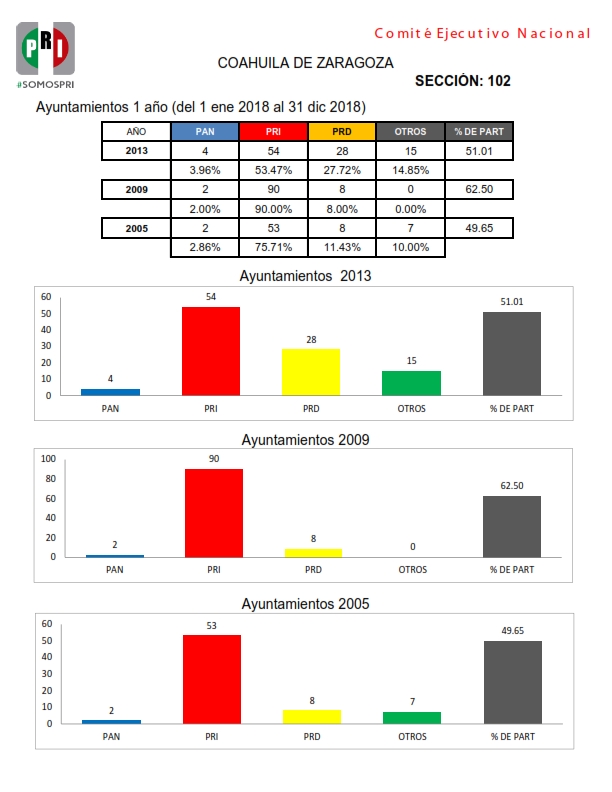 Comité Ejecutivo Nacional
PRI
#SOMOSPRI
COAHUILA DE ZARAGOZA
SECCIÓN: 102
Ayuntamientos 1 año (del 1 ene 2018 al 31 dic 2018)
AÑO PAN PRI PRD OTROS % DE PART
2013 4 54 28 15 51.01
3.96% 53.47% 27.72% 14.85%
2009 2 90 8 0 62.50
2.00% 90.00% 8.00% 0.00%
2005 2 53 8 7 49.65
2.86% 75.71% 11.43% 10.00%
Ayuntamientos 2013
60
50
40
30
20
10
0
4 54 28 15 51.01
PAN PRI PRD OTROS % DE PART
Ayuntamientos 2009
100
80
60
40
20
0
2 90 8 0 62.50
PAN PRI PRD OTROS % DE PART
Ayuntamientos 2005
60
50
40
30
20
10
0
2 53 8 7 49.65
PAN PRI PRD OTROS % DE PART